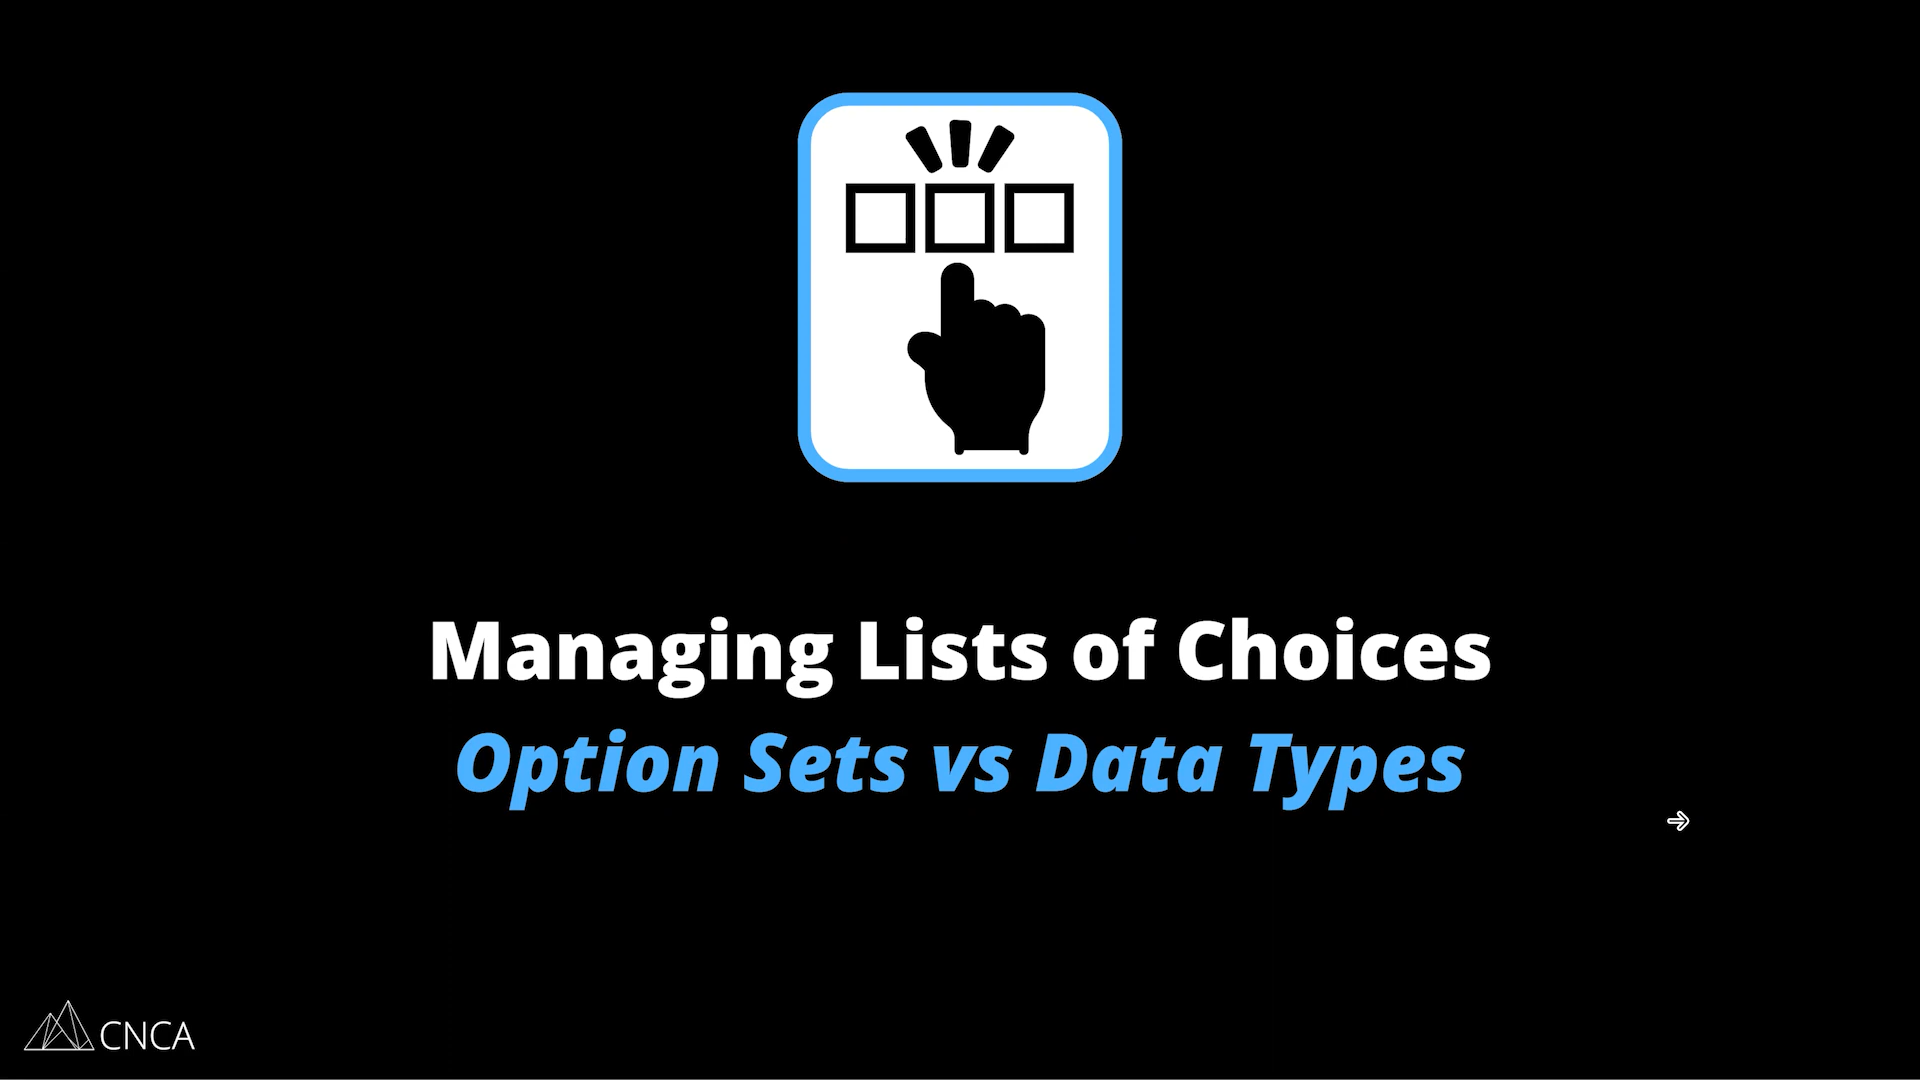 Managing Lists of Choices
Option Sets vs Data Types
CNCA